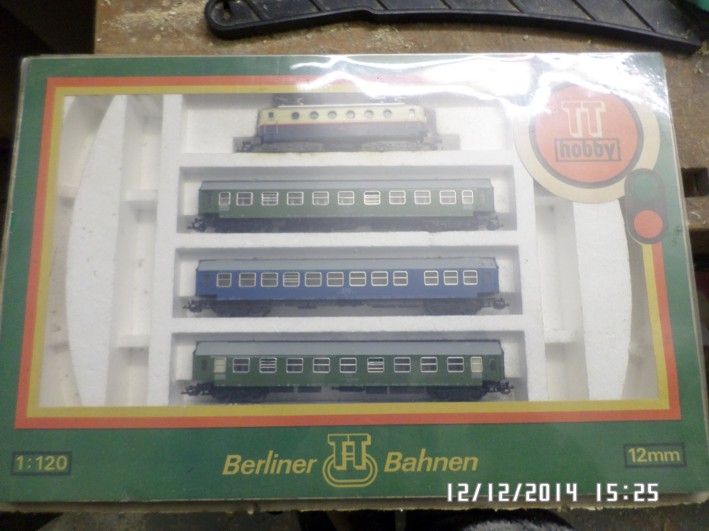 TT
hobby
1:120
Berliner TT Bahnen
12mm
12/12/2014 15:25